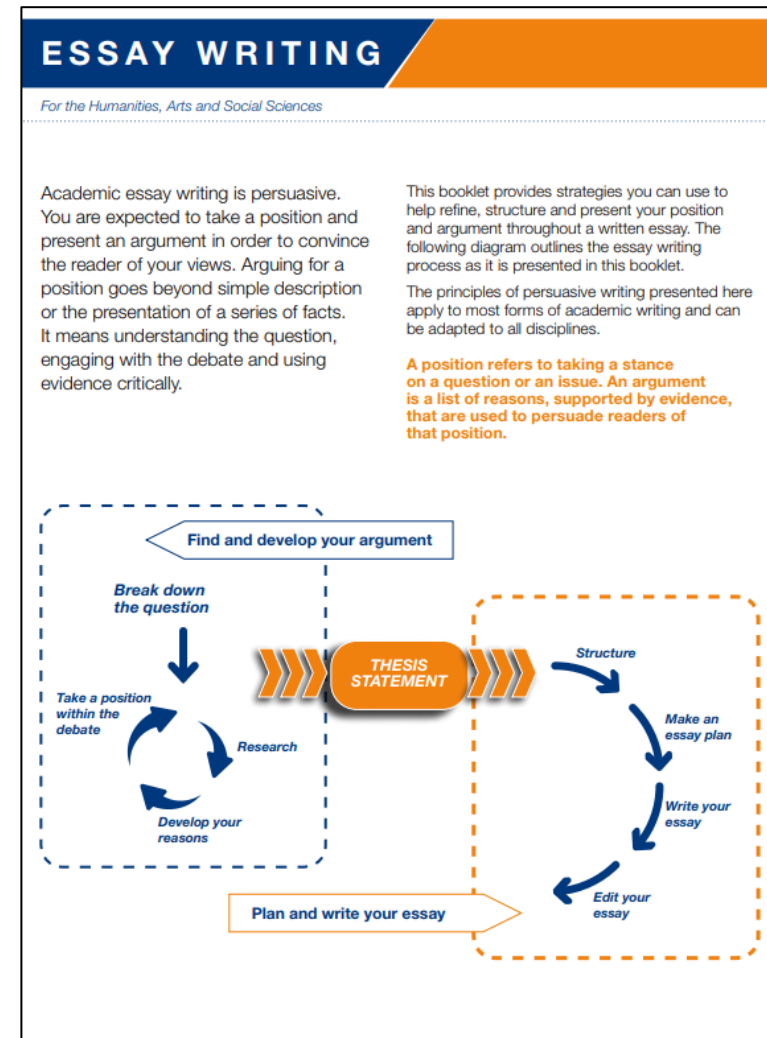 ESSAY WRITING
For the Humanities, Arts and Social Sciences
Academic essay writing is persuasive.
You are expected to take a position and
present an argument in order to convince
the reader of your views. Arguing for a
position goes beyond simple description
or the presentation of a series of facts.
It means understanding the question,
engaging with the debate and using
evidence critically.
This booklet provides strategies you can use to
help refine, structure and present your position
and argument throughout a written essay. The
following diagram outlines the essay writing
process as it is presented in this booklet.
The principles of persuasive writing presented here
apply to most forms of academic writing and can
be adapted to all disciplines.
A position refers to taking a stance
on a question or an issue. An argument
is a list of reasons, supported by evidence,
that are used to persuade readers of
that position.
Find and develop your argument
Break down
the question
Take a position
within the
debate
Research
Develop your
reasons
THESIS
STATEMENT
Structure
Make an
essay plan
Write your
essay
Edit your
essay
Plan and write your essay